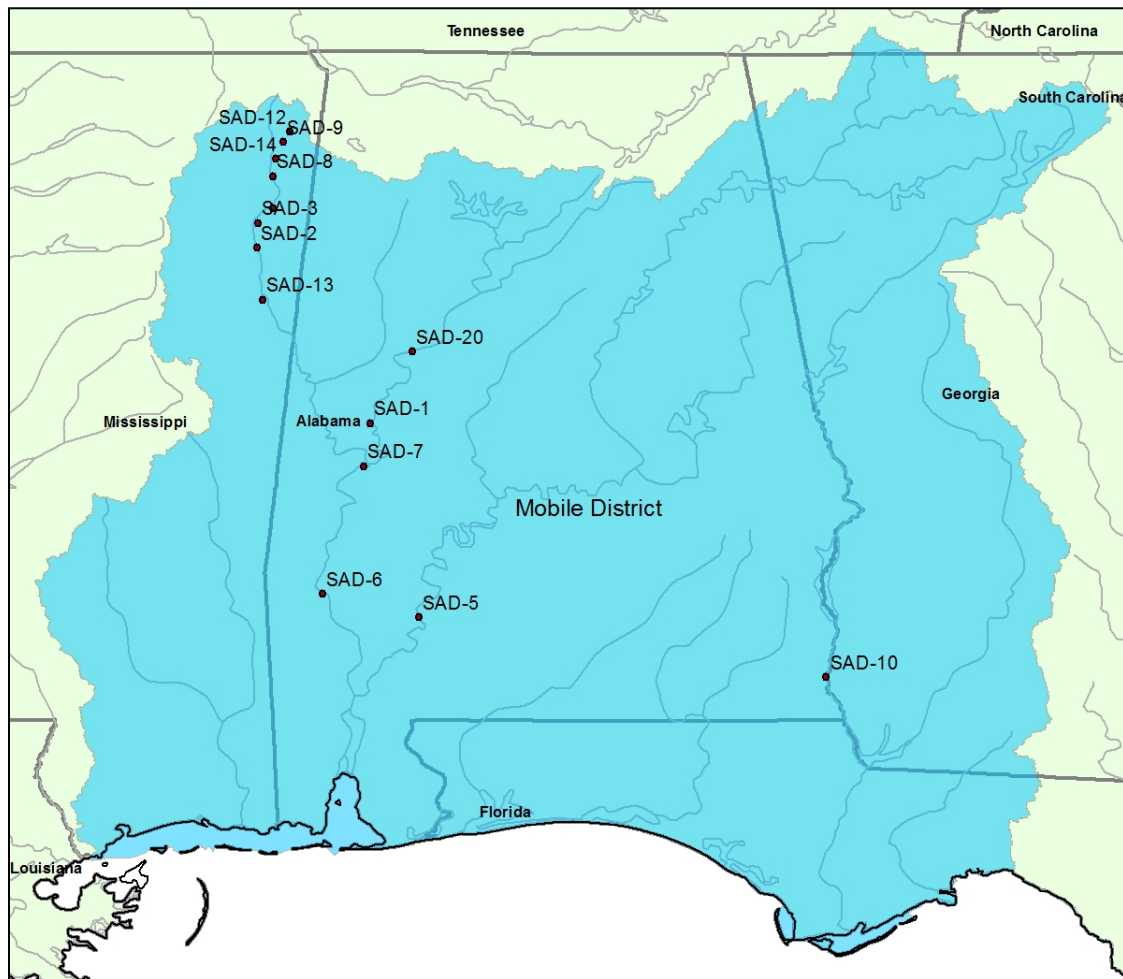 Tennessee
North Carolina
South Carolina
SAD-12
SAD-9
SAD-14
SAD-8
SAD-3
SAD-2
SAD-13
SAD-20
Georgia
Mississippi
Alabama
SAD-1
SAD-7
Mobile District
SAD-6
SAD-5
SAD-10
Florida
Louisiana